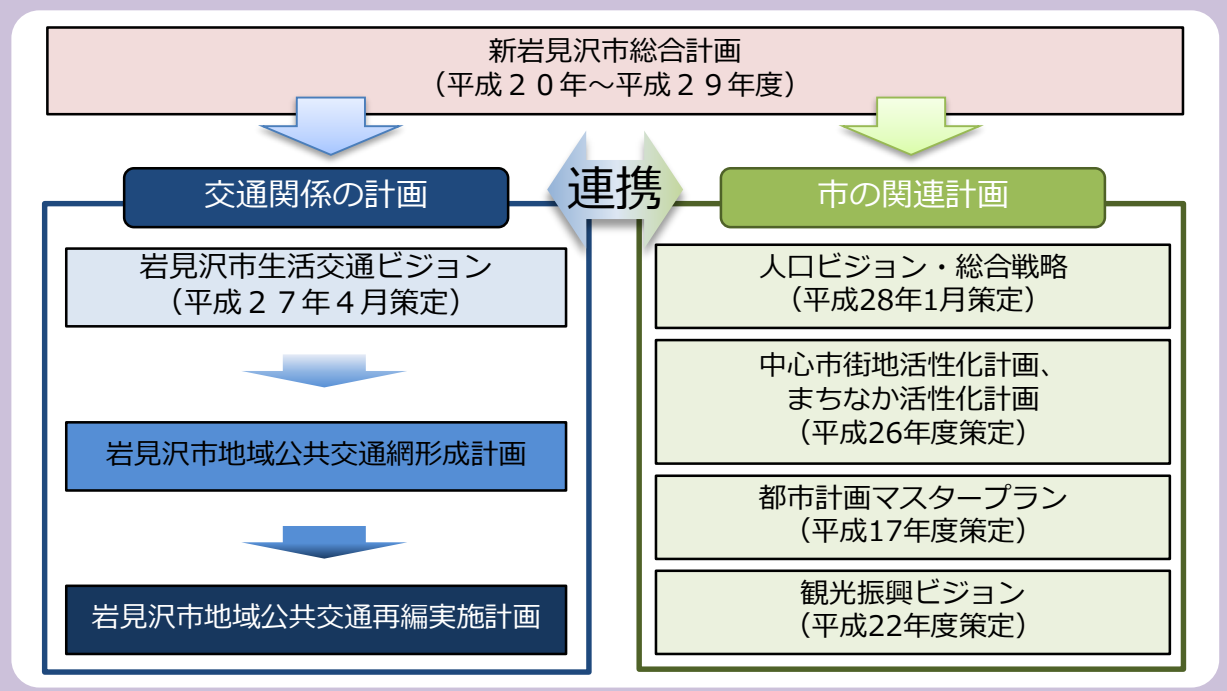 新岩見沢市総合計画
（平成２０年～平成２９年度）
連携
交通関係の計画
岩見沢市生活交通ビジョン
（平成２７年４月策定）
岩見沢市地域公共交通網形成計画
岩見沢市地域公共交通再編実施計画
市の関連計画
人口ビジョン・総合戦略
（平成28年1月策定）
中心市街地活性化計画、
まちなか活性化計画
（平成26年度策定）
都市計画マスタープラン
（平成17年度策定）
観光振興ビジョン
（平成22年度策定）